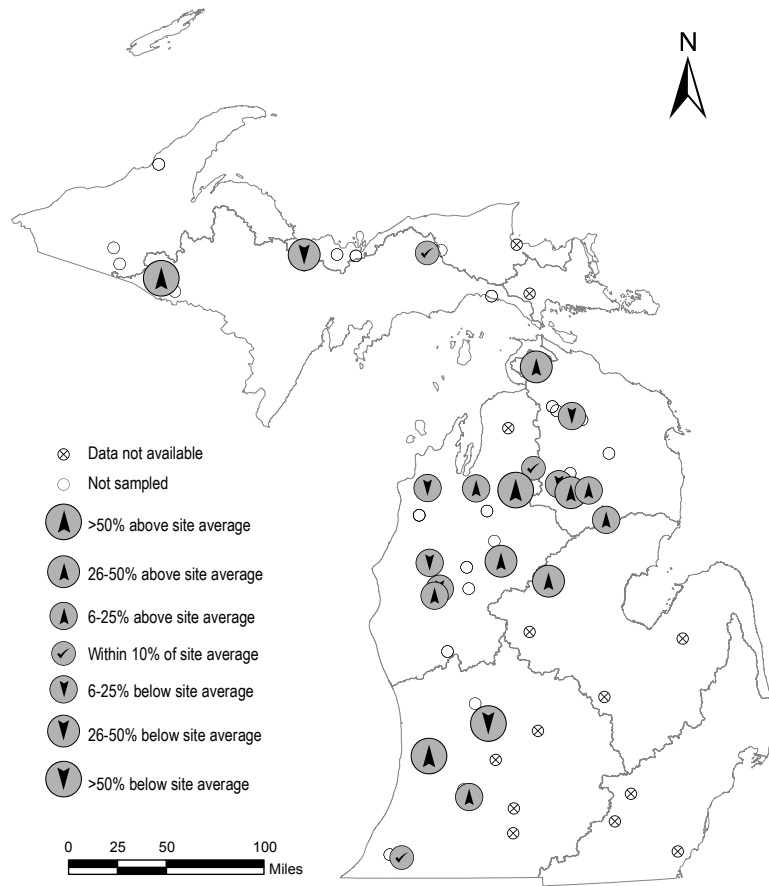 N
Data not available
Not sampled
>50% above site average
26-50% above site average
6-25% above site average
Within 10% of site average
6-25% below site average
26-50% below site average
>50% below site average
0 25 50 100
Miles